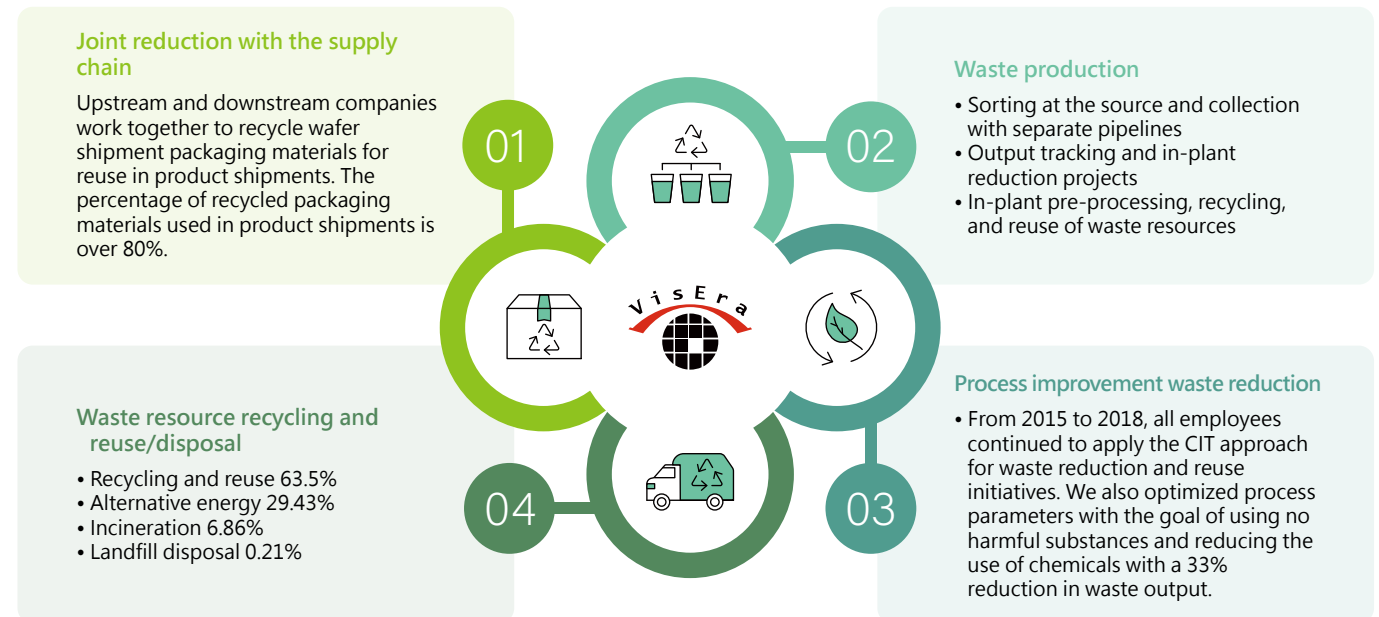 Joint reduction with the supply
chain
Upstream and downstream companies
work together to recycle wafer
shipment packaging materials for
reuse in product shipments. The
percentage of recycled packaging
materials used in product shipments is
over 80%.
01
02
Waste production
• Sorting at the source and collection
with separate pipelines
• Output tracking and in-plant
reduction projects
• In-plant pre-processing, recycling,
and reuse of waste resources
VisEra
Waste resource recycling and
reuse/disposal
• Recycling and reuse 63.5%
• Alternative energy 29.43%
• Incineration 6.86%
• Landfill disposal 0.21%
04
03
Process improvement waste reduction
• From 2015 to 2018, all employees
continued to apply the CIT approach
for waste reduction and reuse
initiatives. We also optimized process
parameters with the goal of using no
harmful substances and reducing the
use of chemicals with a 33%
reduction in waste output.